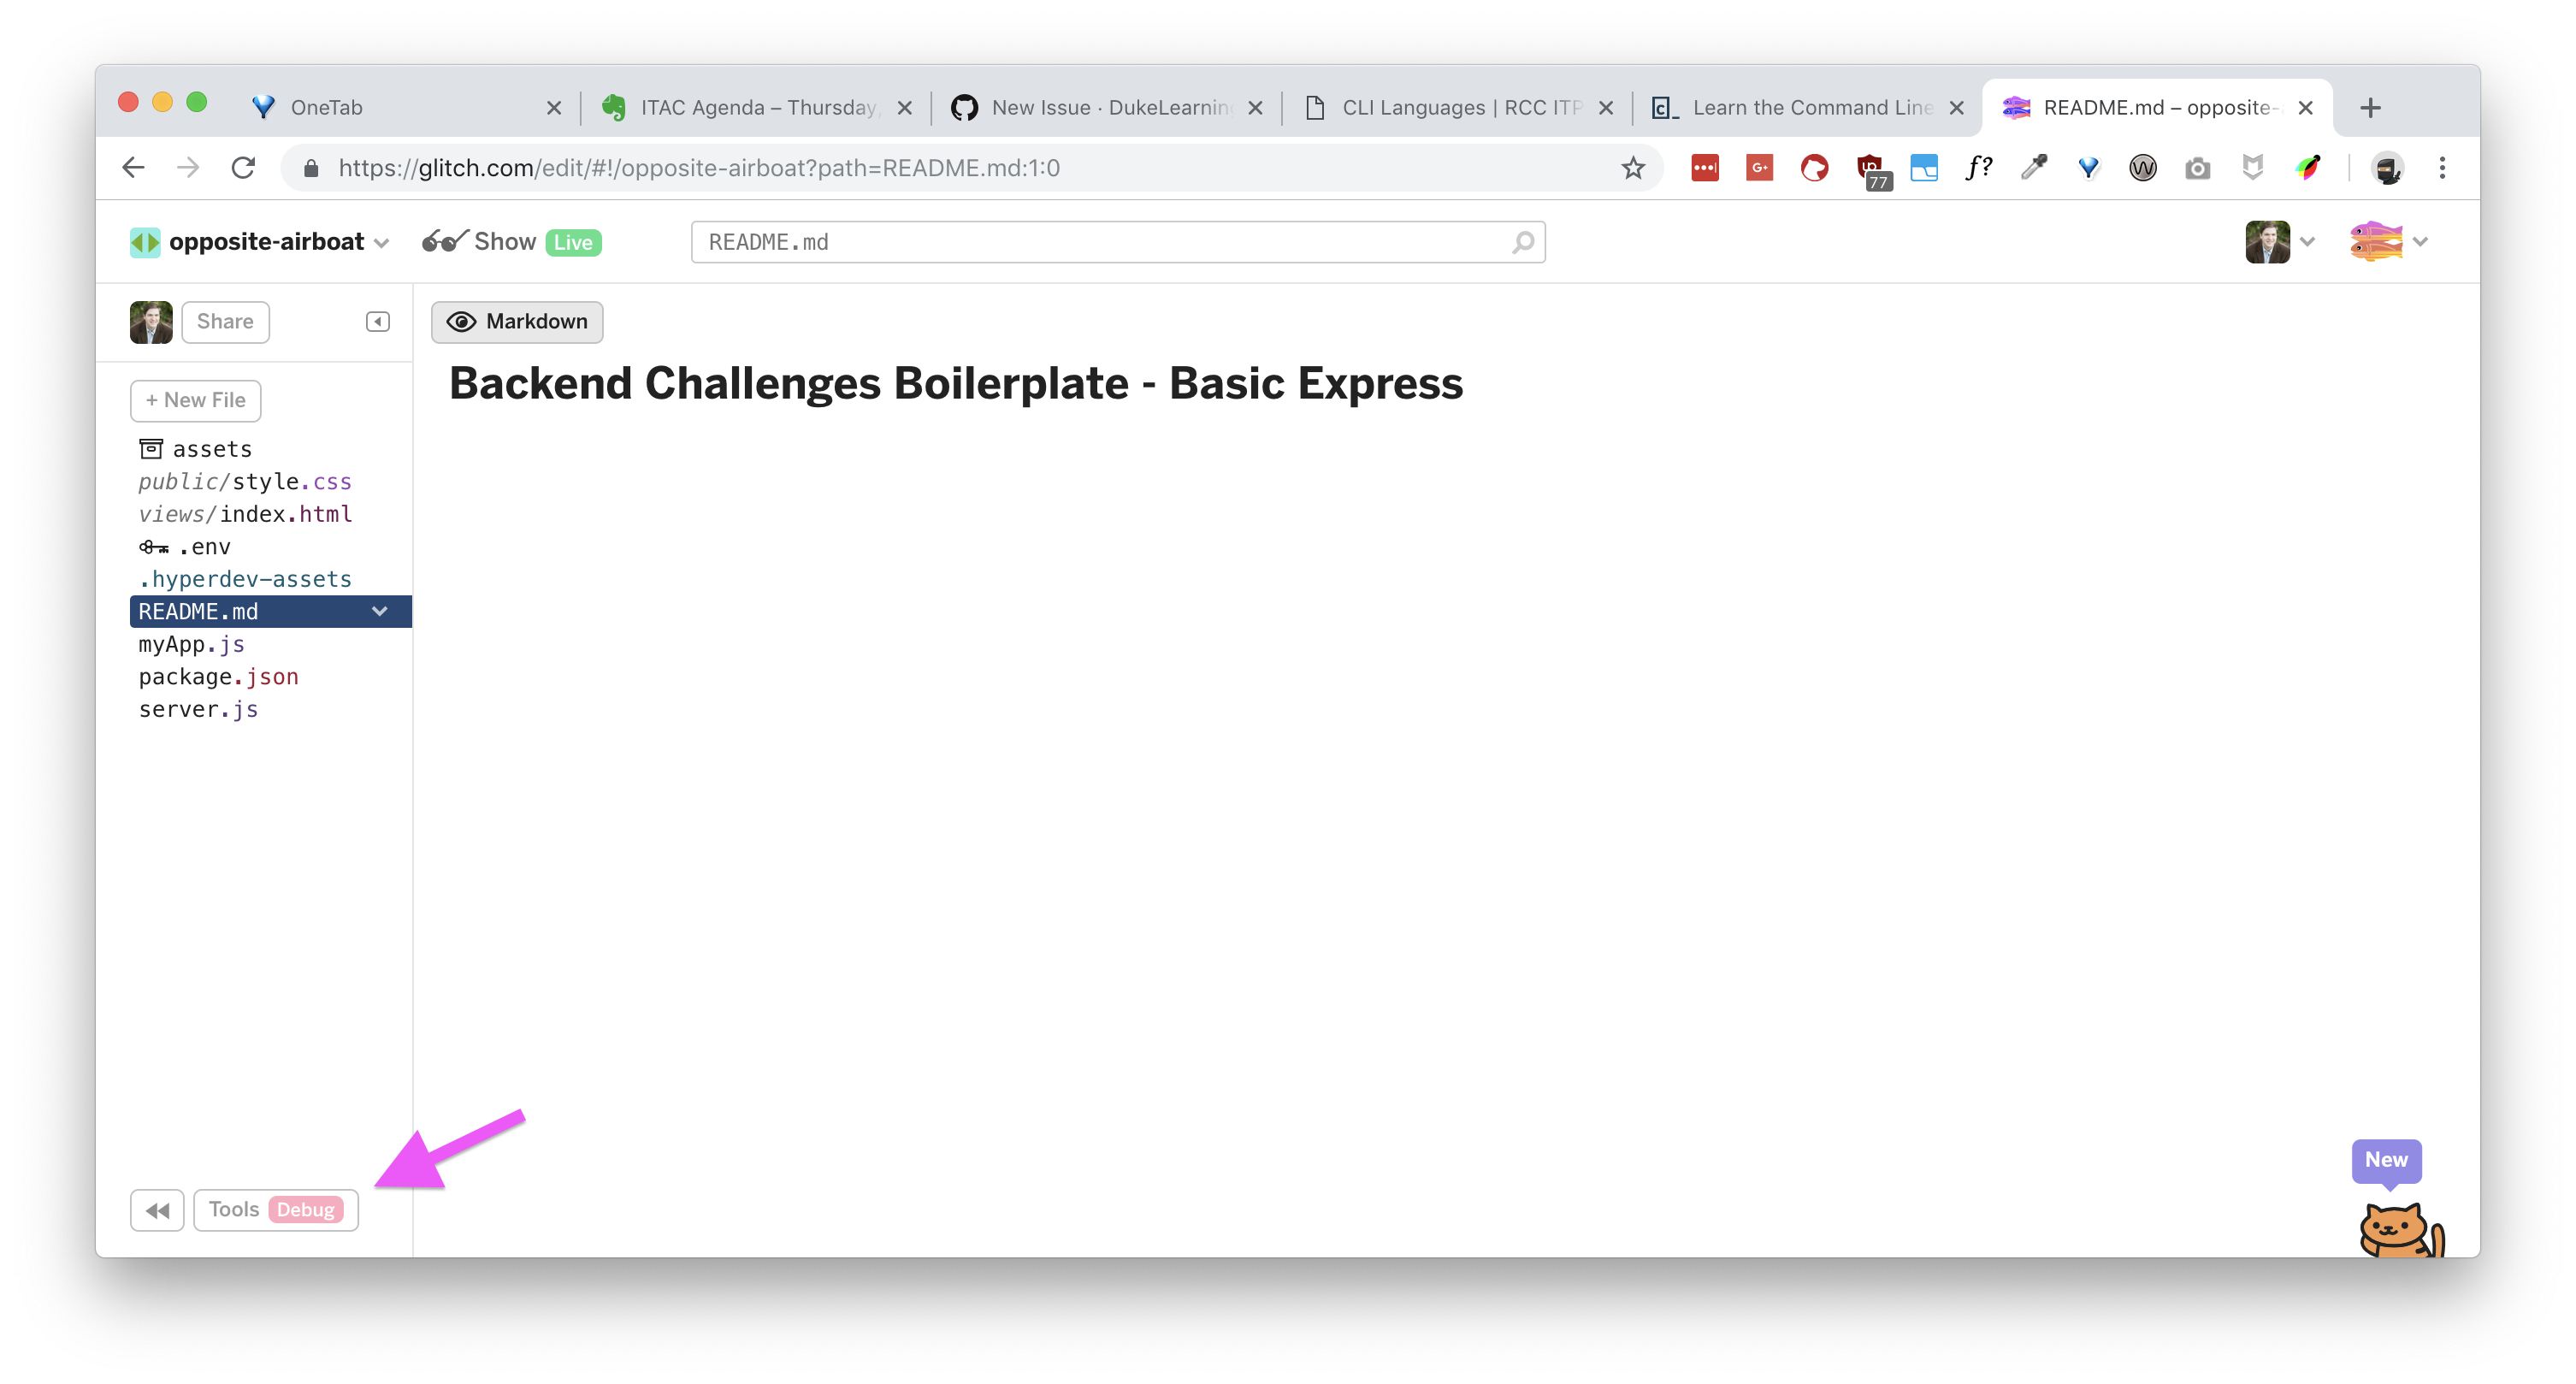 OneTab
ITAC Agenda – Thursday,
New Issue · DukeLearning
CLI Languages | RCC ITP
Learn the Command Line
README.md – opposite-
https://glitch.com/edit/#!/opposite-airboat?path=README.md:1:0
G+
UD
77
f?
W
opposite-airboat
Show Live
README.md
Share
Markdown
Backend Challenges Boilerplate - Basic Express
+ New File
assets
public/style.css
views/index.html
.env
.hyperdev-assets
README.md
myApp.js
package.json
server.js
New
Tools Debug